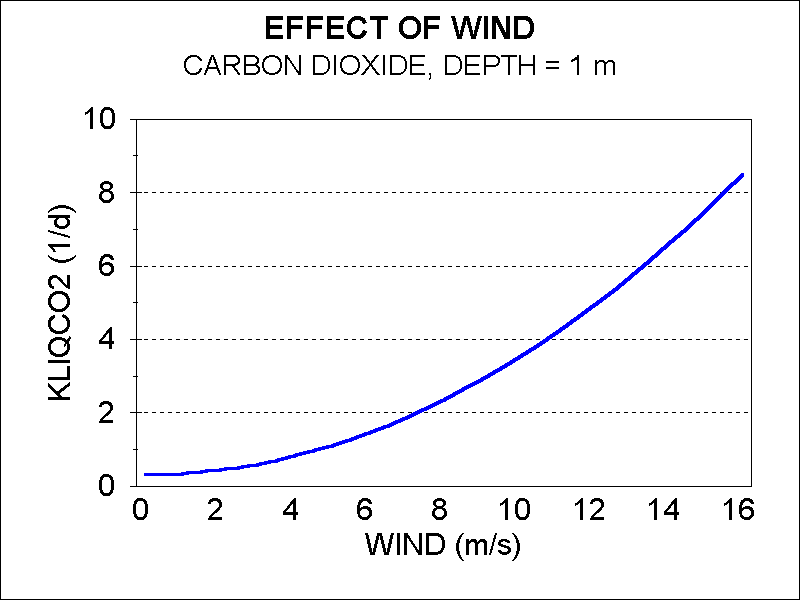 EFFECT OF WIND
CARBON DIOXIDE, DEPTH = 1 m
10
8
6
4
2
0
KLIQCO2 (1/d)
0 2 4 6 8 10 12 14 16
WIND (m/s)